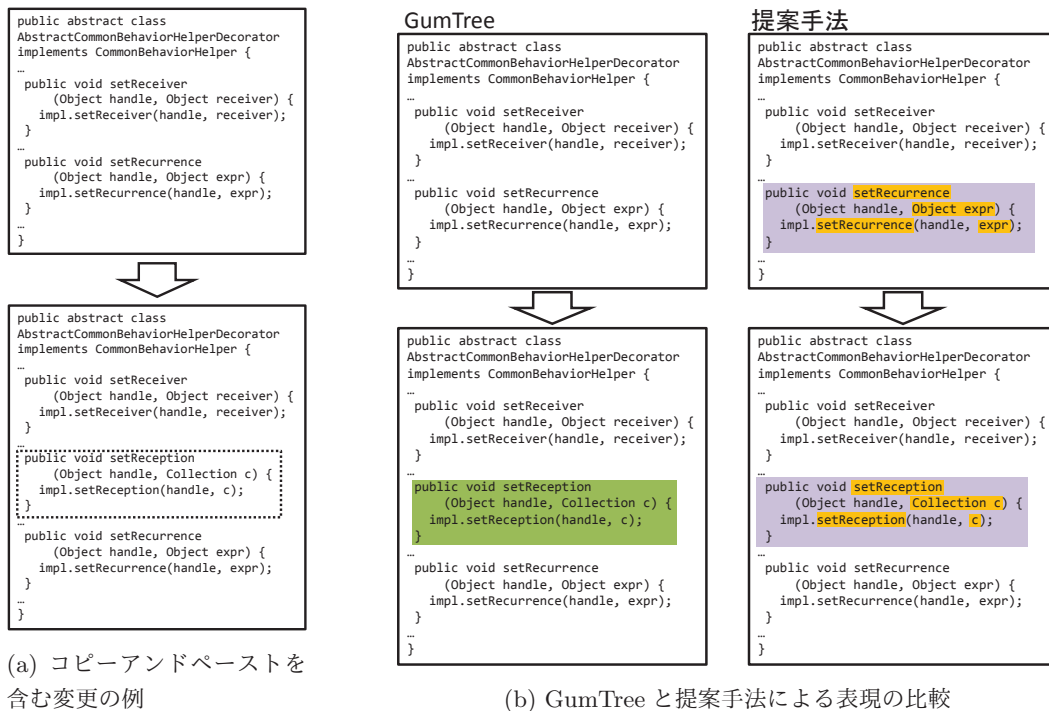 public abstract class
AbstractCommonBehaviorHelperDecorator
implements CommonBehaviorHelper {
…
public void setReceiver
(Object handle, Object receiver) {
impl.setReceiver(handle, receiver);
}
…
public void setRecurrence
(Object handle, Object expr) {
impl.setRecurrence(handle, expr);
}
…
}
public abstract class
AbstractCommonBehaviorHelperDecorator
implements CommonBehaviorHelper {
…
public void setReceiver
(Object handle, Object receiver) {
impl.setReceiver(handle, receiver);
}
…
public void setReception
(Object handle, Collection c) {
impl.setReception(handle, c);
}
…
public void setRecurrence
(Object handle, Object expr) {
impl.setRecurrence(handle, expr);
}
…
}
(a) コピーアンドペーストを
含む変更の例
GumTree
public abstract class
AbstractCommonBehaviorHelperDecorator
implements CommonBehaviorHelper {
…
public void setReceiver
(Object handle, Object receiver) {
impl.setReceiver(handle, receiver);
}
…
public void setRecurrence
(Object handle, Object expr) {
impl.setRecurrence(handle, expr);
}
…
}
public abstract class
AbstractCommonBehaviorHelperDecorator
implements CommonBehaviorHelper {
…
public void setReceiver
(Object handle, Object receiver) {
impl.setReceiver(handle, receiver);
}
…
public void setReception
(Object handle, Collection c) {
impl.setReception(handle, c);
}
…
public void setRecurrence
(Object handle, Object expr) {
impl.setRecurrence(handle, expr);
}
…
}
提案手法
public abstract class
AbstractCommonBehaviorHelperDecorator
implements CommonBehaviorHelper {
…
public void setReceiver
(Object handle, Object receiver) {
impl.setReceiver(handle, receiver);
}
…
public void setRecurrence
(Object handle, Object expr) {
impl.setRecurrence(handle, expr);
}
…
}
public abstract class
AbstractCommonBehaviorHelperDecorator
implements CommonBehaviorHelper {
…
public void setReceiver
(Object handle, Object receiver) {
impl.setReceiver(handle, receiver);
}
…
public void setReception
(Object handle, Collection c) {
impl.setReception(handle, c);
}
…
public void setRecurrence
(Object handle, Object expr) {
impl.setRecurrence(handle, expr);
}
…
}
(b) GumTree と提案手法による表現の比較